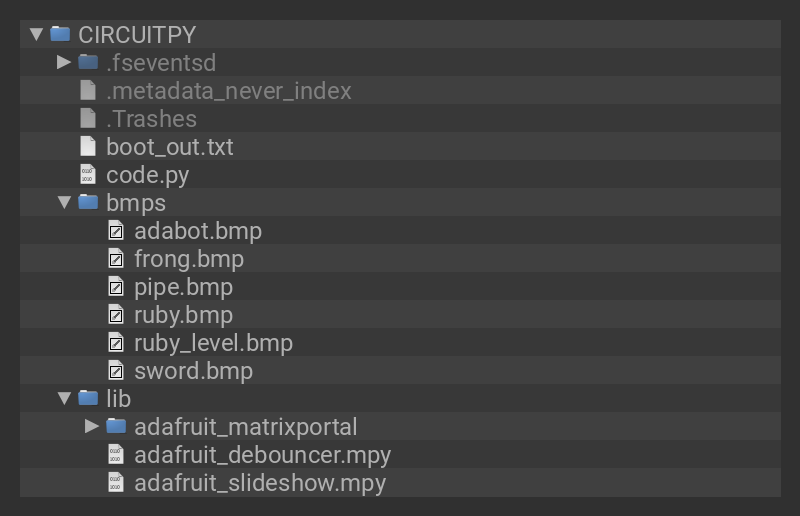 CIRCUITPY
.fseventsd
.metadata_never_index
.Trashes
boot_out.txt
code.py
bmps
adabot.bmp
frong.bmp
pipe.bmp
ruby.bmp
ruby_level.bmp
sword.bmp
lib
adafruit_matrixportal
adafruit_debouncer.mpy
adafruit_slideshow.mpy